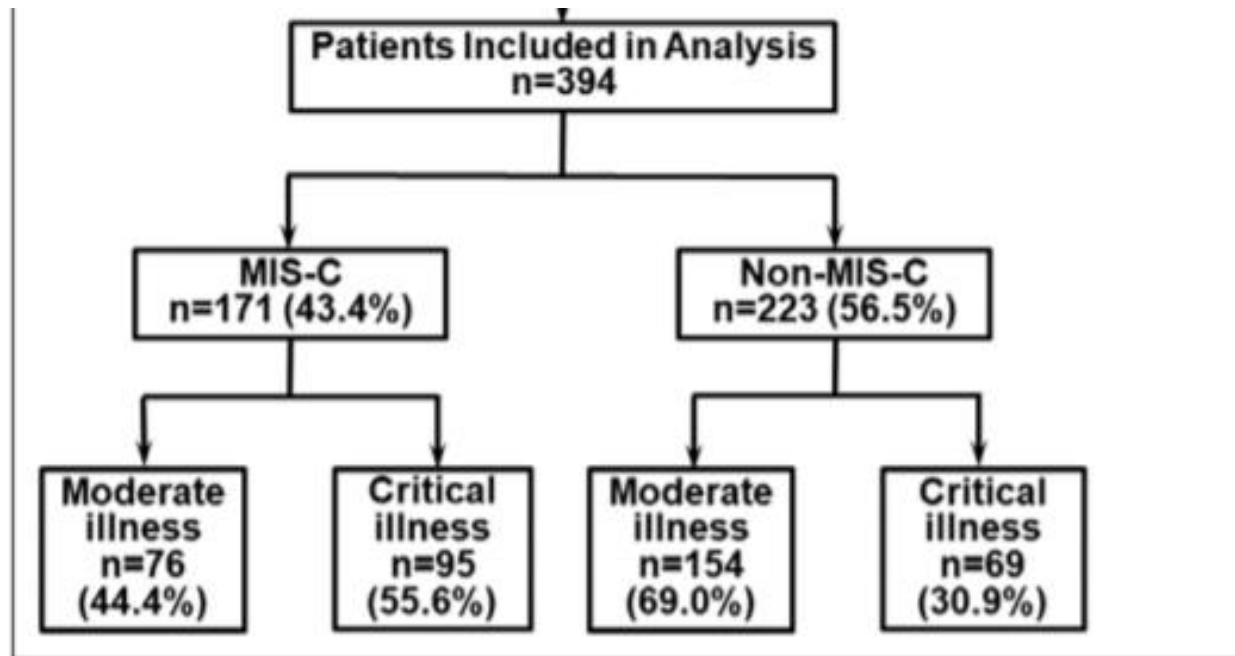 Patients Included in Analysis
n=394
MIS-C
n=171 (43.4%)
Non-MIS-C
n=223 (56.5%)
Moderate
illness
n=76
(44.4%)
Critical
illness
n=95
(55.6%)
Moderate
illness
n=154
(69.0%)
Critical
illness
n=69
(30.9%)